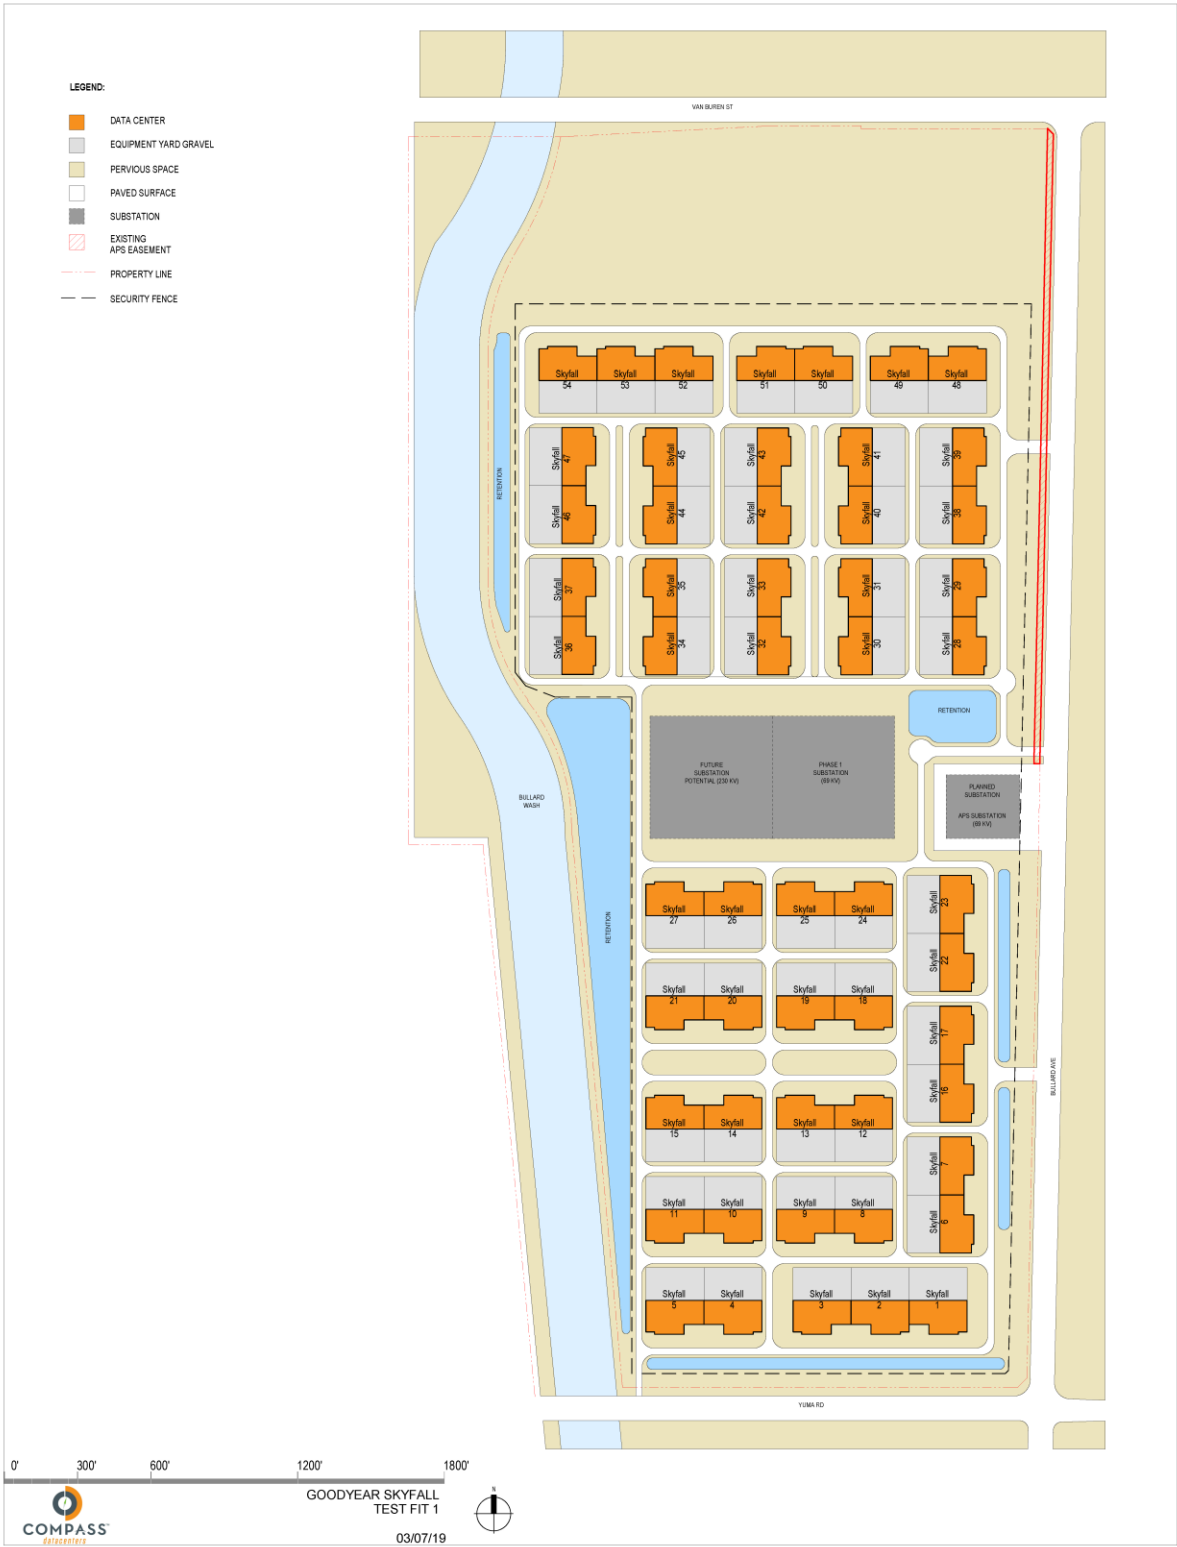 LEGEND:
DATA CENTER
EQUIPMENT YARD GRAVEL
PERVIOUS SPACE
PAVED SURFACE
SUBSTATION
EXISTING
APS EASEMENT
PROPERTY LINE
SECURITY FENCE
VAN BUREN ST
Skyfall Skyfall Skyfall Skyfall Skyfall Skyfall Skyfall
54 53 52 51 50 49 48
Skyfall 47
Skyfall 45
Skyfall 43
Skyfall 41
Skyfall 39
RETENTION
Skyfall 46
Skyfall 44
Skyfall 42
Skyfall 40
Skyfall 38
Skyfall 37
Skyfall 35
Skyfall 33
Skyfall 31
Skyfall 29
Skyfall 36
Skyfall 34
Skyfall 32
Skyfall 30
Skyfall 28
RETENTION
FUTURE
SUBSTATION
POTENTIAL (230 KV)
PHASE 1
SUBSTATION
(69 KV)
PLANNED
SUBSTATION
APS SUBSTATION
(69 KV)
BULLARD
WASH
RETENTION
Skyfall Skyfall Skyfall Skyfall
27 26 25 24
Skyfall 23
Skyfall 22
Skyfall Skyfall Skyfall Skyfall
21 20 19 18
Skyfall 17
Skyfall 16
BULLARD AVE
Skyfall Skyfall Skyfall Skyfall
15 14 13 12
Skyfall 7
Skyfall 6
Skyfall Skyfall Skyfall Skyfall
11 10 9 8
Skyfall Skyfall Skyfall Skyfall Skyfall
5 4 3 2 1
YUMA RD
0' 300' 600' 1200' 1800'
GOODYEAR SKYFALL
TEST FIT 1
03/07/19
N
COMPASS
datacenters